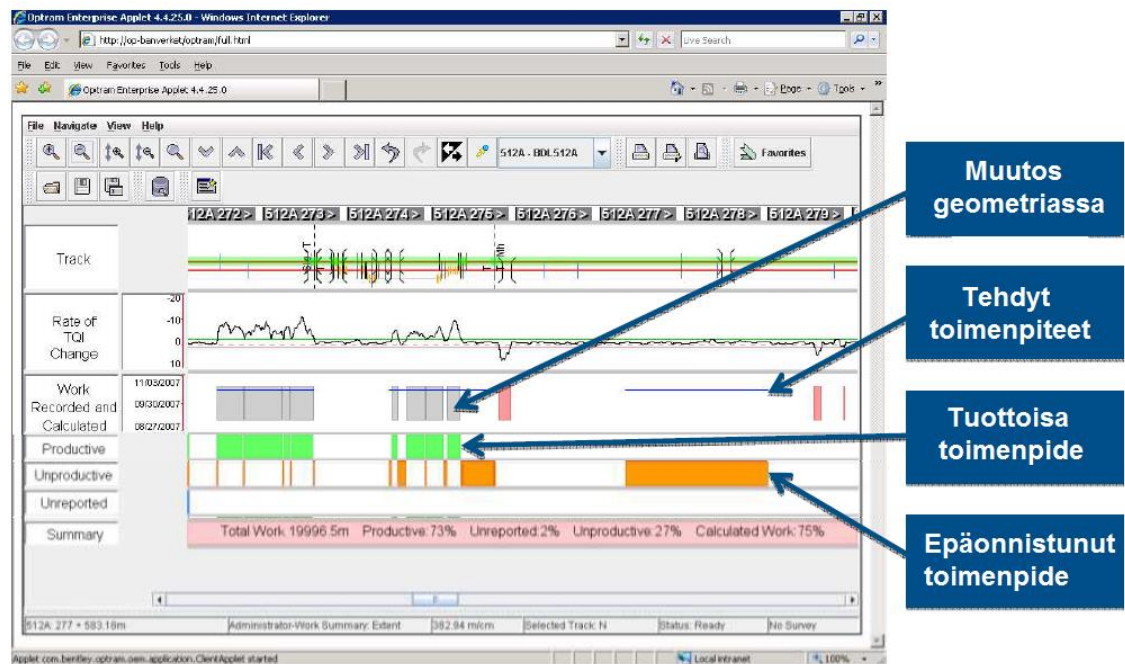 Optram Enterprise Applet 4.4.25.0 - Windows Internet Explorer
http://op-banverket/optram/full.html
Live Search
File Edit View Favorites Tools Help
Optram Enterprise Applet 4.4.25.0
Page Tools
File Navigate View Help
512A - BDL512A
Favorites
512A 272 > 512A 273 > 512A 274 > 512A 275 > 512A 276 > 512A 277 > 512A 278 > 512A 279 >
Track
Rate of
TQI
Change
-20
-10
0
10
Work
Recorded and
Calculated
11/03/2007
09/30/2007
08/27/2007
Productive
Unproductive
Unreported
Summary
Total Work: 19996.5m Productive: 73% Unreported:2% Unproductive:27% Calculated Work: 75%
512A: 277 + 583.18m
Administrator-Work Summary: Extent
382.94 m/cm
Selected Track: N
Status: Ready
No Survey
Applet com.bentley.optram.oem.application.ClientApplet started
Local intranet
100%
Muutos
geometriassa
Tehdyt
toimenpiteet
Tuottoisa
toimenpide
Epäonnistunut
toimenpide